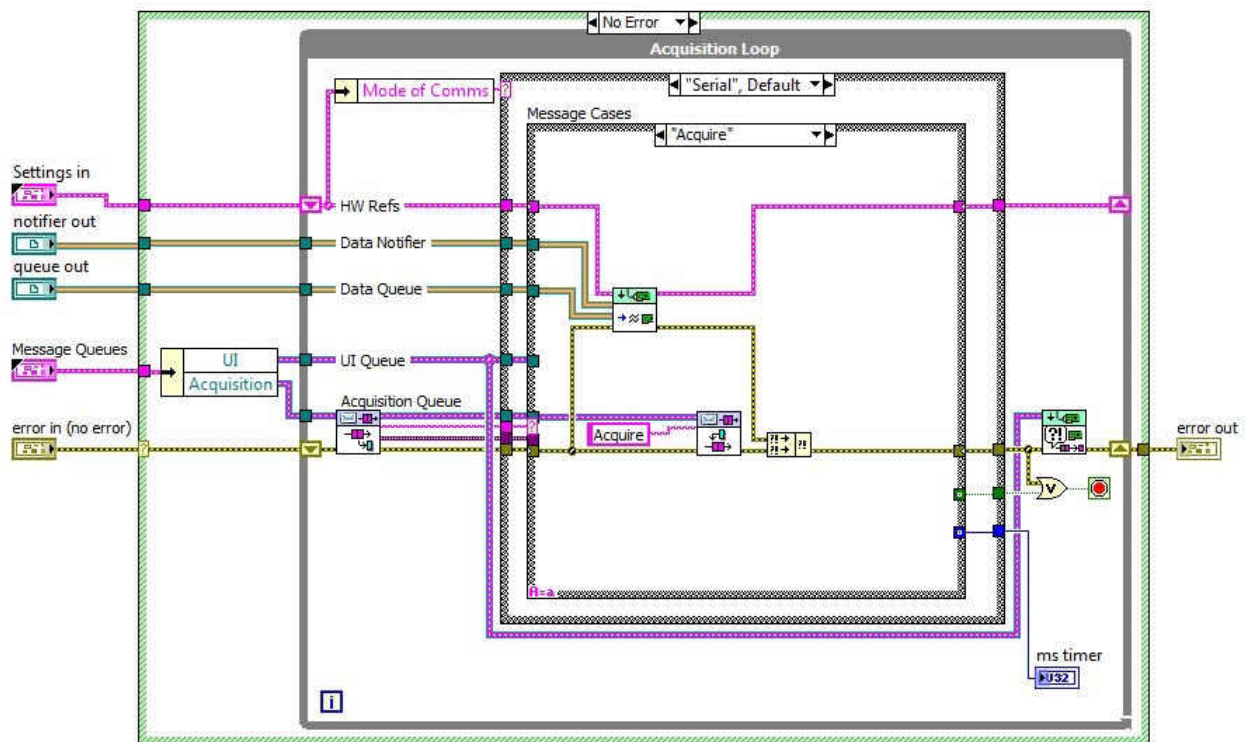 No Error
Acquisition Loop
"Serial", Default
Mode of Comms
Message Cases
"Acquire"
Settings in
HW Refs
notifier out
Data Notifier
queue out
Data Queue
Message Queues
UI
UI Queue
Acquisition
Acquisition Queue
error in (no error)
Acquire
error out
A=a
ms timer
U32
i